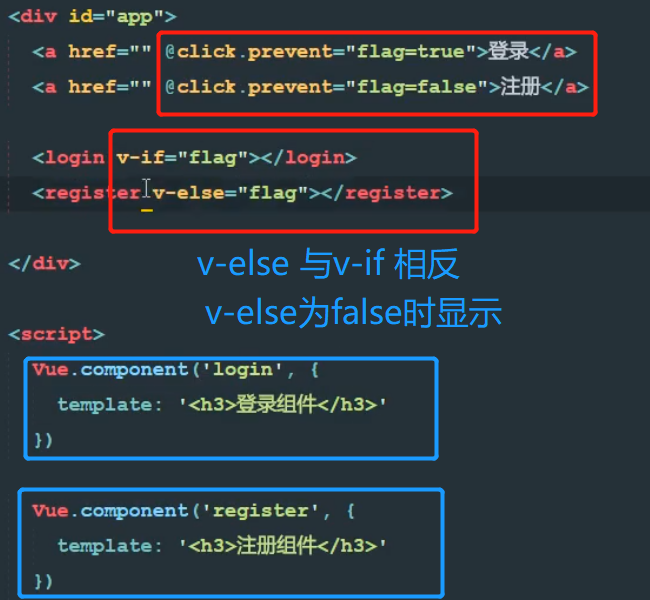 <div id="app">
<a href="" @click.prevent="flag=true">登录</a>
<a href="" @click.prevent="flag=false">注册</a>
<login v-if="flag"></login>
<register v-else="flag"></register>
</div>
v-else 与v-if 相反
v-else为false时显示
<script>
Vue.component('login', {
template: '<h3>登录组件</h3>'
})
Vue.component('register', {
template: '<h3>注册组件</h3>'
})